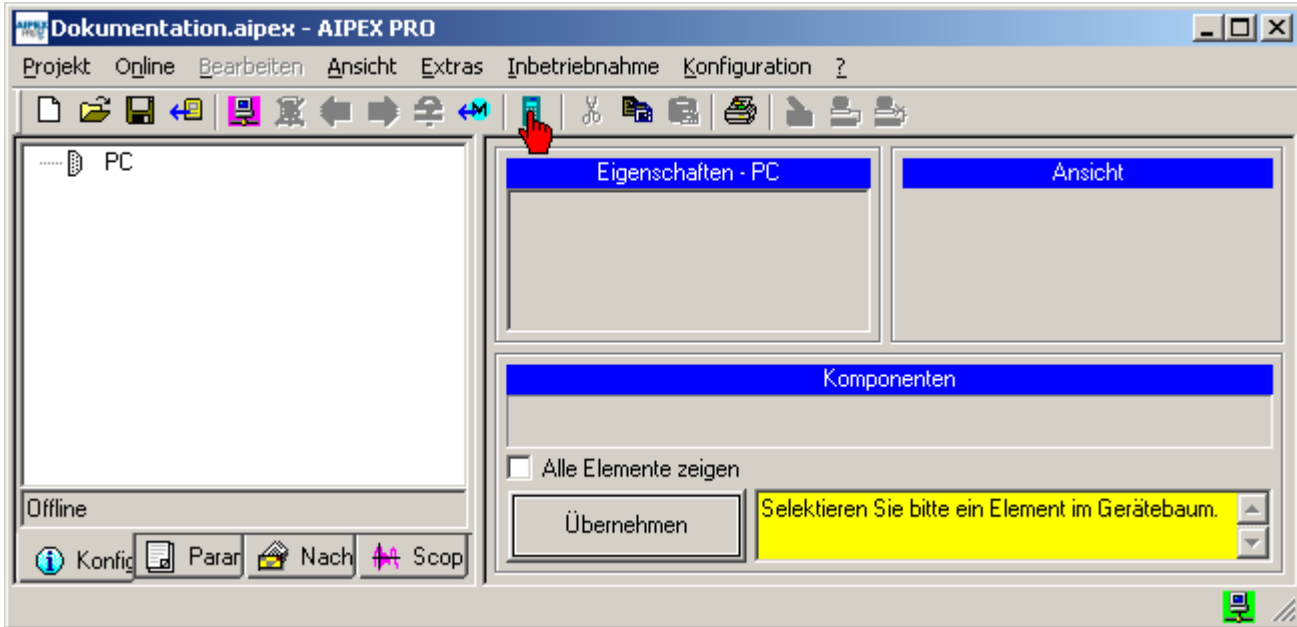 Dokumentation.aipex - AIPEX PRO
Projekt Online Bearbeiten Ansicht Extras Inbetriebnahme Konfiguration ?
PC
Eigenschaften - PC
Ansicht
Komponenten
Alle Elemente zeigen
Offline
Übernehmen
Selektieren Sie bitte ein Element im Gerätebaum.
Konfig Parar Nach Scop